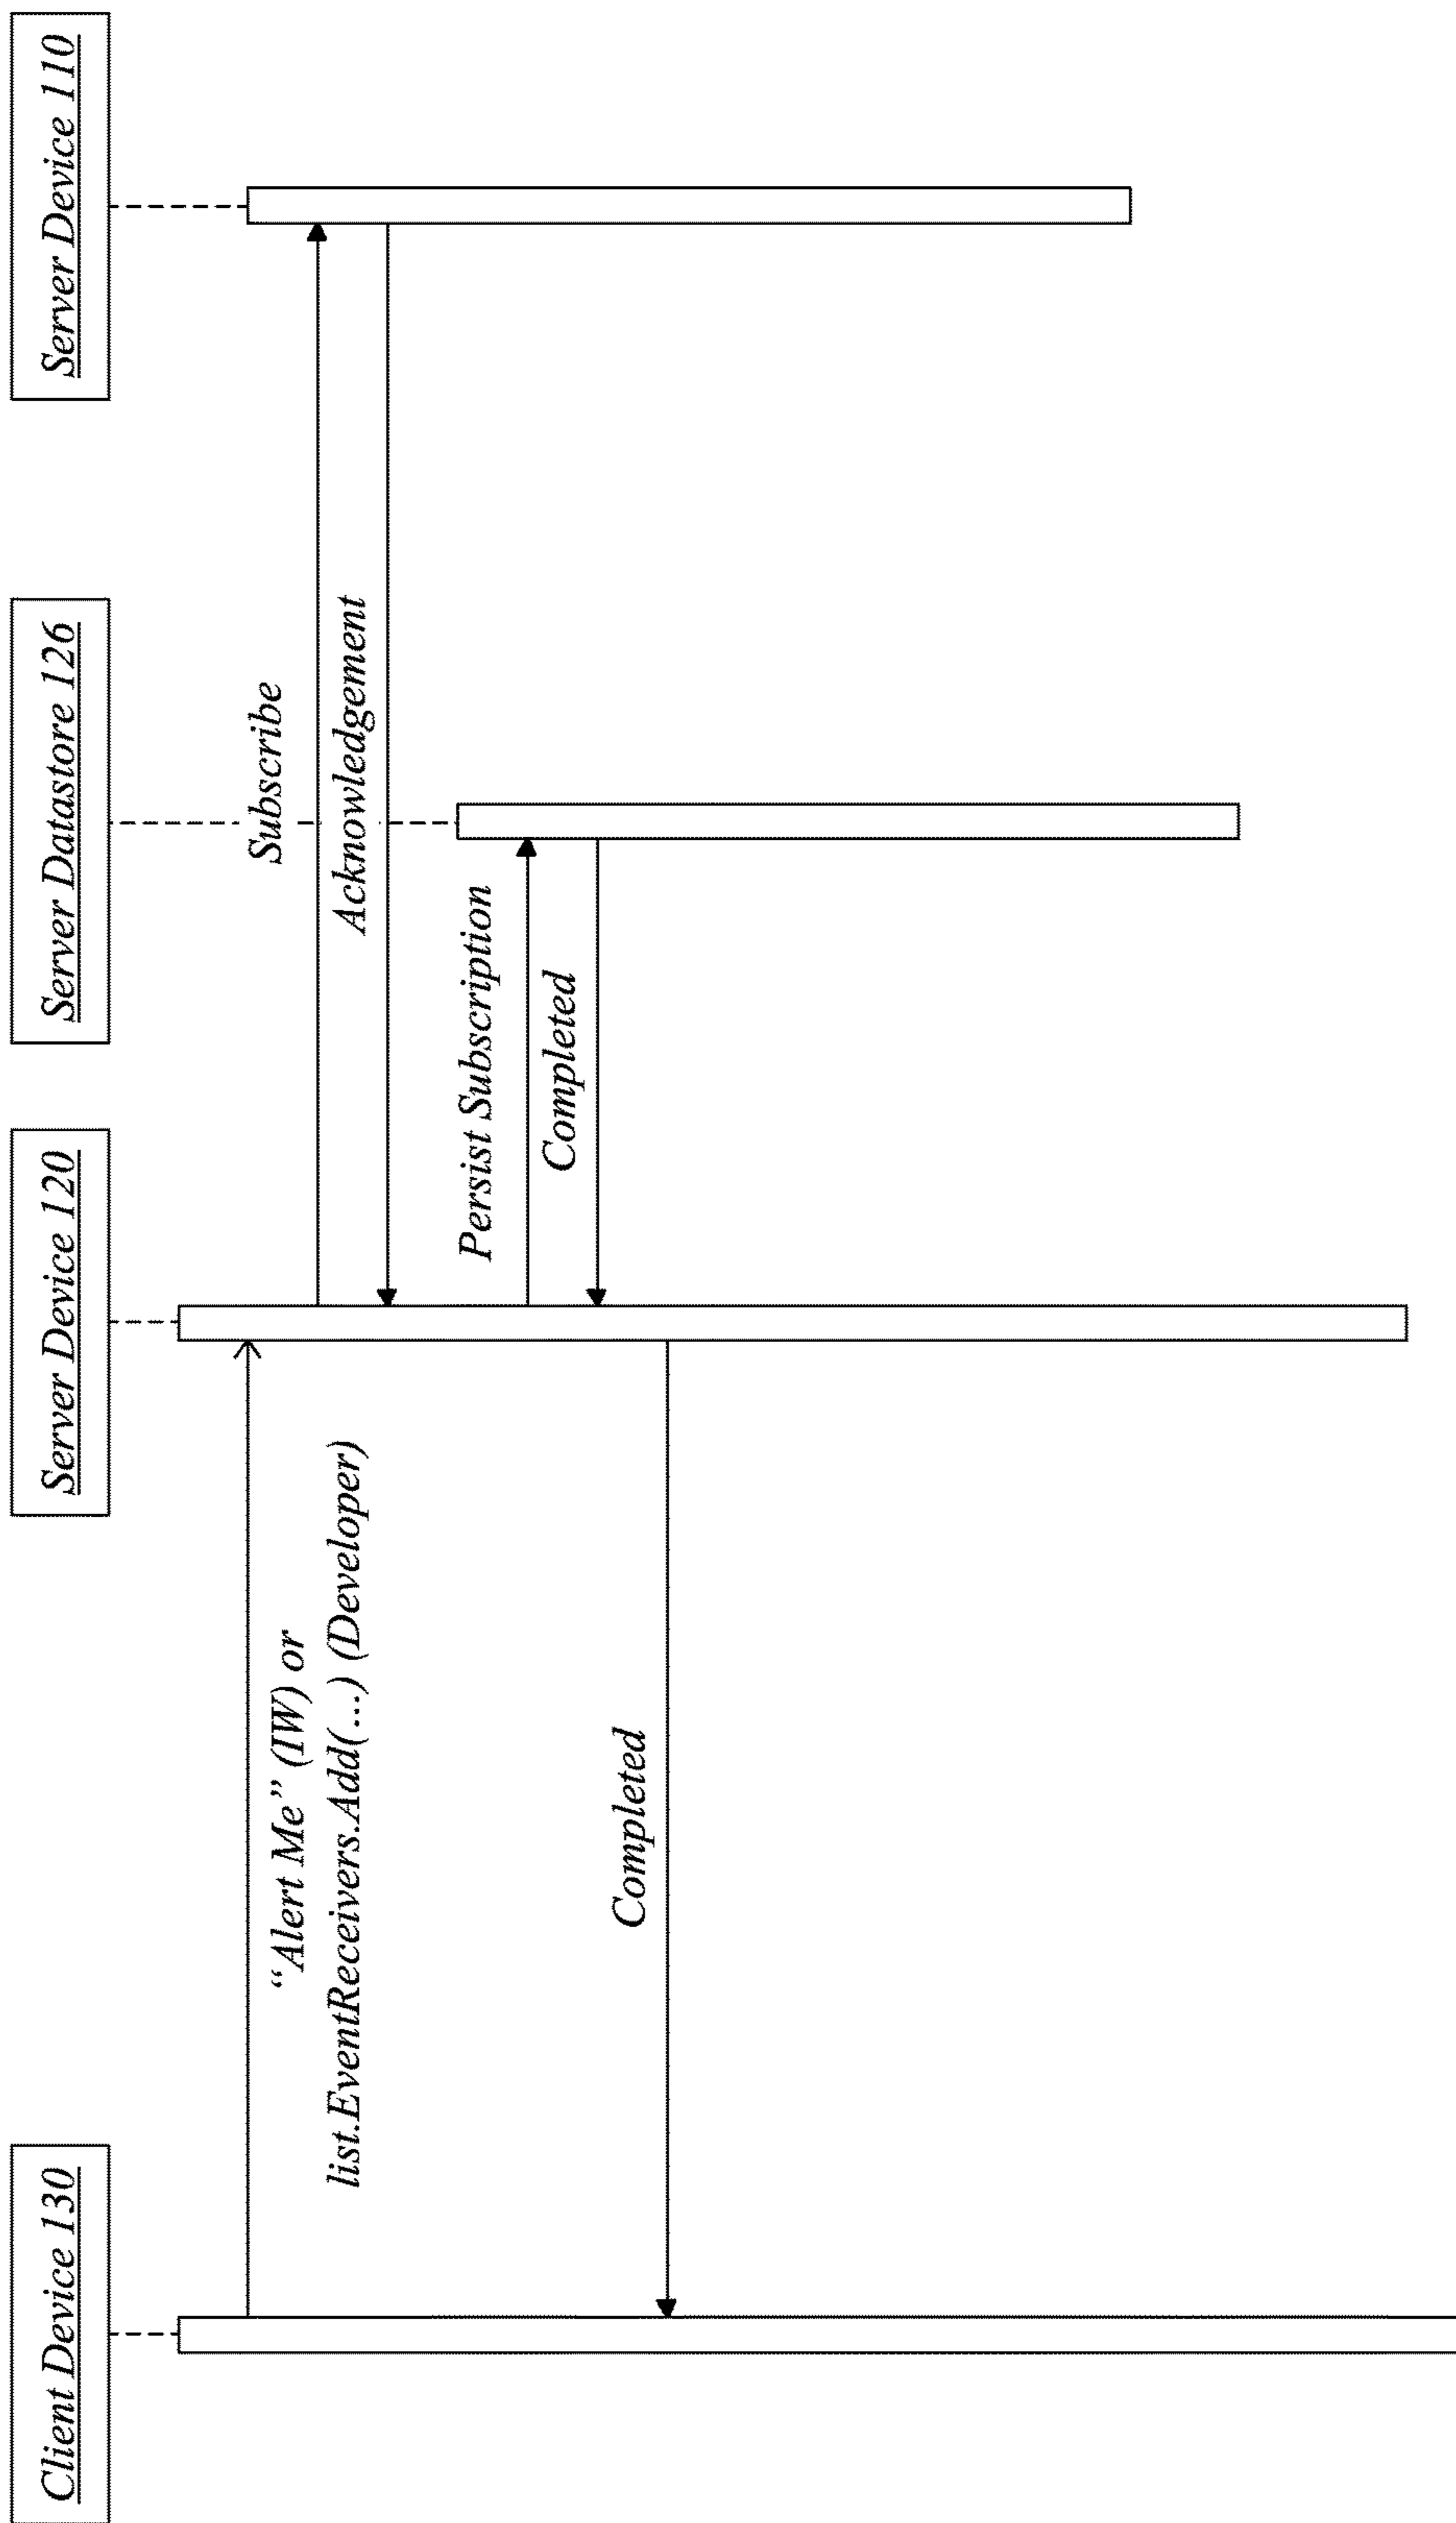 Client Device 130
Server Device 120
Server Datastore 126
Server Device 110
“Alert Me” (IW) or
list.EventReceivers.Add(...) (Developer)
Subscribe
Acknowledgement
Persist Subscription
Completed
Completed